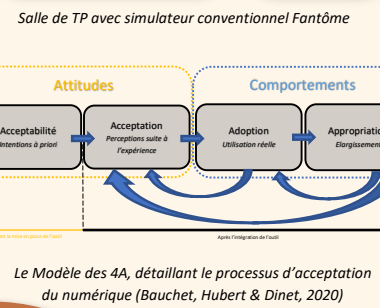 Salle de TP avec simulateur conventionnel Fantôme
Attitudes
Comportements
Acceptabilité
Intentions à priori
Acceptation
Perceptions suite à
l'expérience
Adoption
Utilisation réelle
Appropriatio
Elargissement
Après l'intégration de l'outil
Le Modèle des 4A, détaillant le processus d'acceptation
du numérique (Bauchet, Hubert & Dinet, 2020)